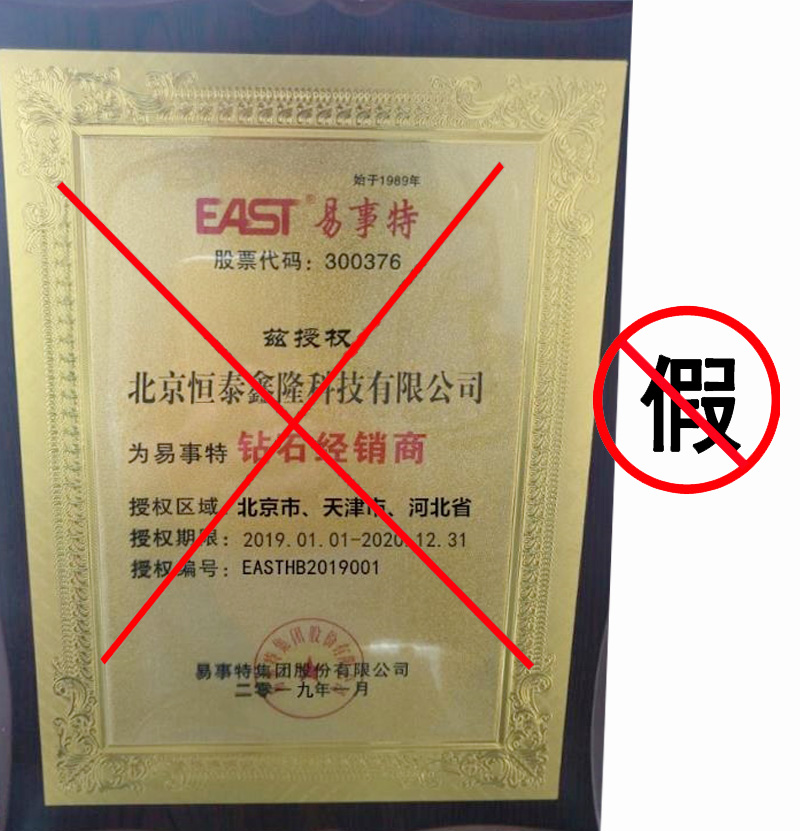 始于1989年
EAST®易事特
股票代码：300376
兹授权
北京恒泰鑫隆科技有限公司
为易事特 钻石经销商
授权区域：北京市、天津市、河北省
授权期限：2019.01.01-2020.12.31
授权编号：EASTHB2019001
易事特集团股份有限公司
二零一九年一月
假